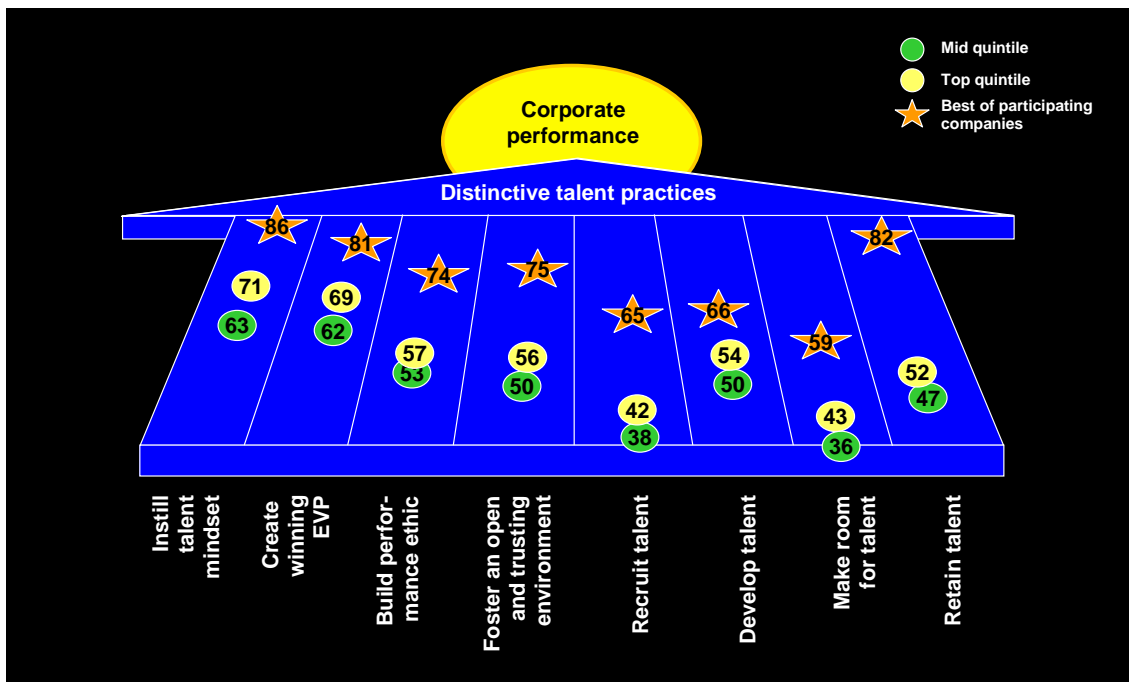 Mid quintile
Top quintile
Best of participating
companies
Corporate
performance
Distinctive talent practices
86
81
74
75
65
66
59
82
71
69
57
56
42
54
43
52
63
62
53
50
38
50
36
47
Instill
talent
mindset
Create
winning
EVP
Build perfor-
mance ethic
Foster an open
and trusting
environment
Recruit talent
Develop talent
Make room
for talent
Retain talent